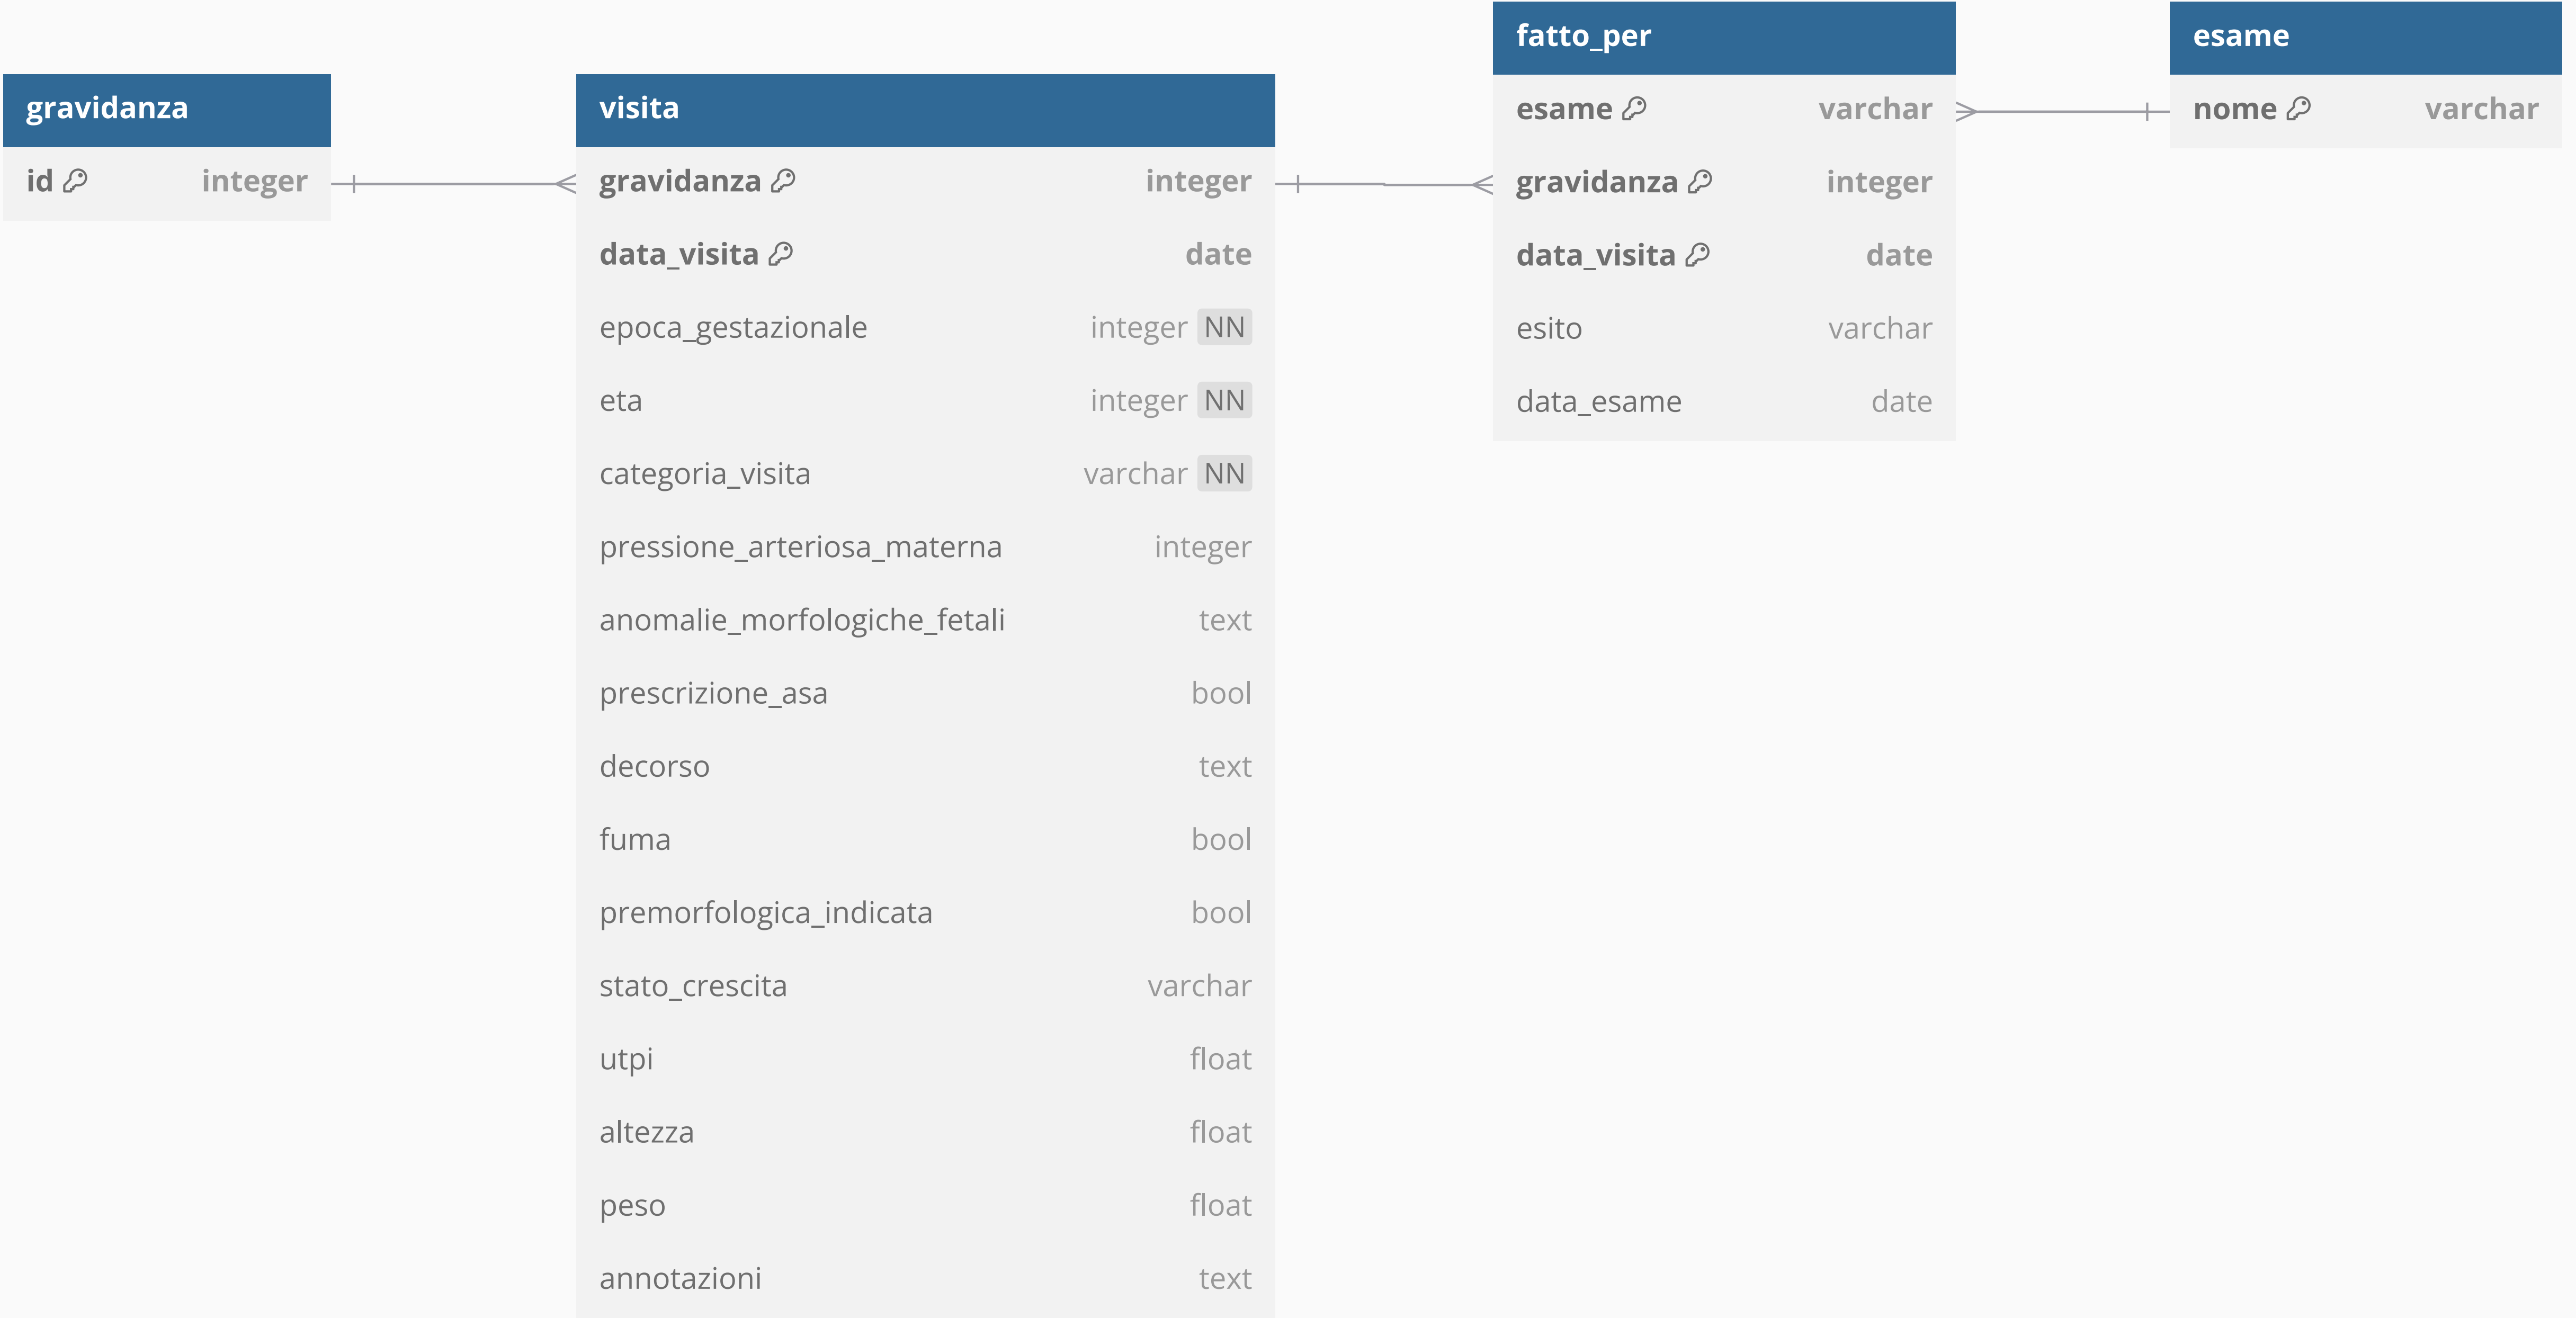 gravidanza
id integer
visita
gravidanza integer
data_visita date
epoca_gestazionale integer NN
eta integer NN
categoria_visita varchar NN
pressione_arteriosa_materna integer
anomalie_morfologiche_fetali text
prescrizione_asa bool
decorso text
fuma bool
premorfologica_indicata bool
stato_crescita varchar
utpi float
altezza float
peso float
annotazioni text
fatto_per
esame varchar
gravidanza integer
data_visita date
esito varchar
data_esame date
esame
nome varchar